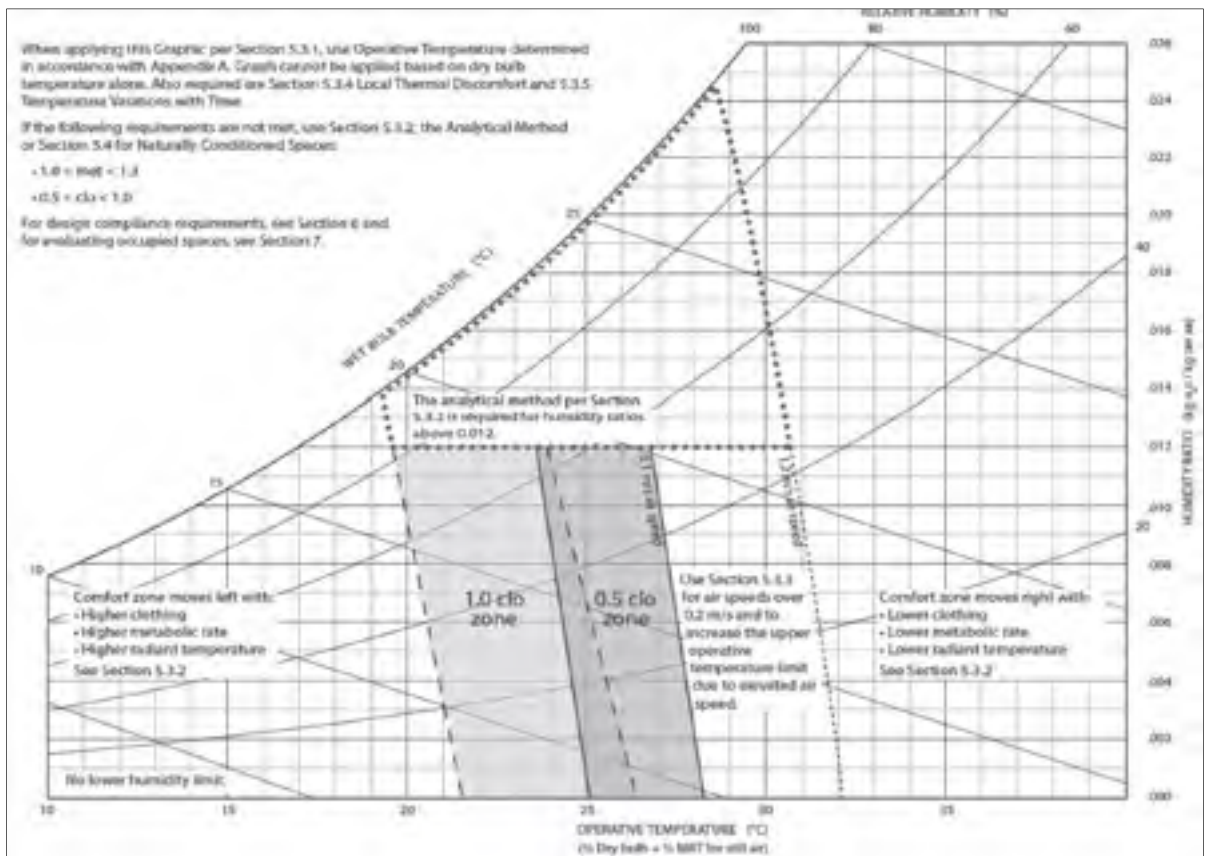 RELATIVE HUMIDITY (%)
100
80
60
When applying this Graphic per Section 5.3.1, use Operative Temperature determined
in accordance with Appendix A. Graph cannot be applied based on dry bulb
temperature alone. Also required are Section 5.3.4 Local Thermal Discomfort and 5.3.5
Temperature Variations with Time.
If the following requirements are not met, use Section 5.3.2, the Analytical Method
or Section 5.4 for Naturally Conditioned Spaces:
• 1.0 < met < 1.3
• 0.5 < clo < 1.0
For design compliance requirements, see Section 6 and
for evaluating occupied spaces, see Section 7.
WET BULB TEMPERATURE (°C)
25
20
15
10
The analytical method per Section
5.3.2 is required for humidity ratios
above 0.012.
1.0 clo
zone
0.5 clo
zone
Comfort zone moves left with:
• Higher clothing
• Higher metabolic rate
• Higher radiant temperature
See Section 5.3.2
Use Section 5.3.3
for air speeds over
0.2 m/s and to
increase the upper
operative
temperature limit
due to elevated air
speed.
Comfort zone moves right with:
• Lower clothing
• Lower metabolic rate
• Lower radiant temperature
See Section 5.3.2
No lower humidity limit
.026
.024
.022
.020
40
.018
.016
.014
.012
.010
20
.008
.006
.004
.002
.000
HUMIDITY RATIO
10
15
20
25
30
35
OPERATIVE TEMPERATURE (°C)
(½ Dry bulb + ½ MRT for still air)